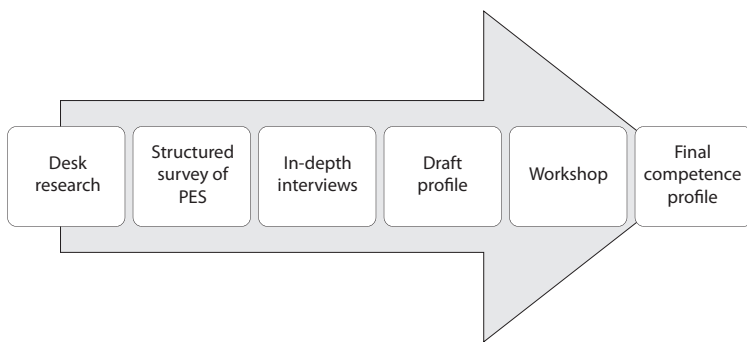 Desk
research
Structured
survey of
PES
In-depth
interviews
Draft
profile
Workshop
Final
competence
profile